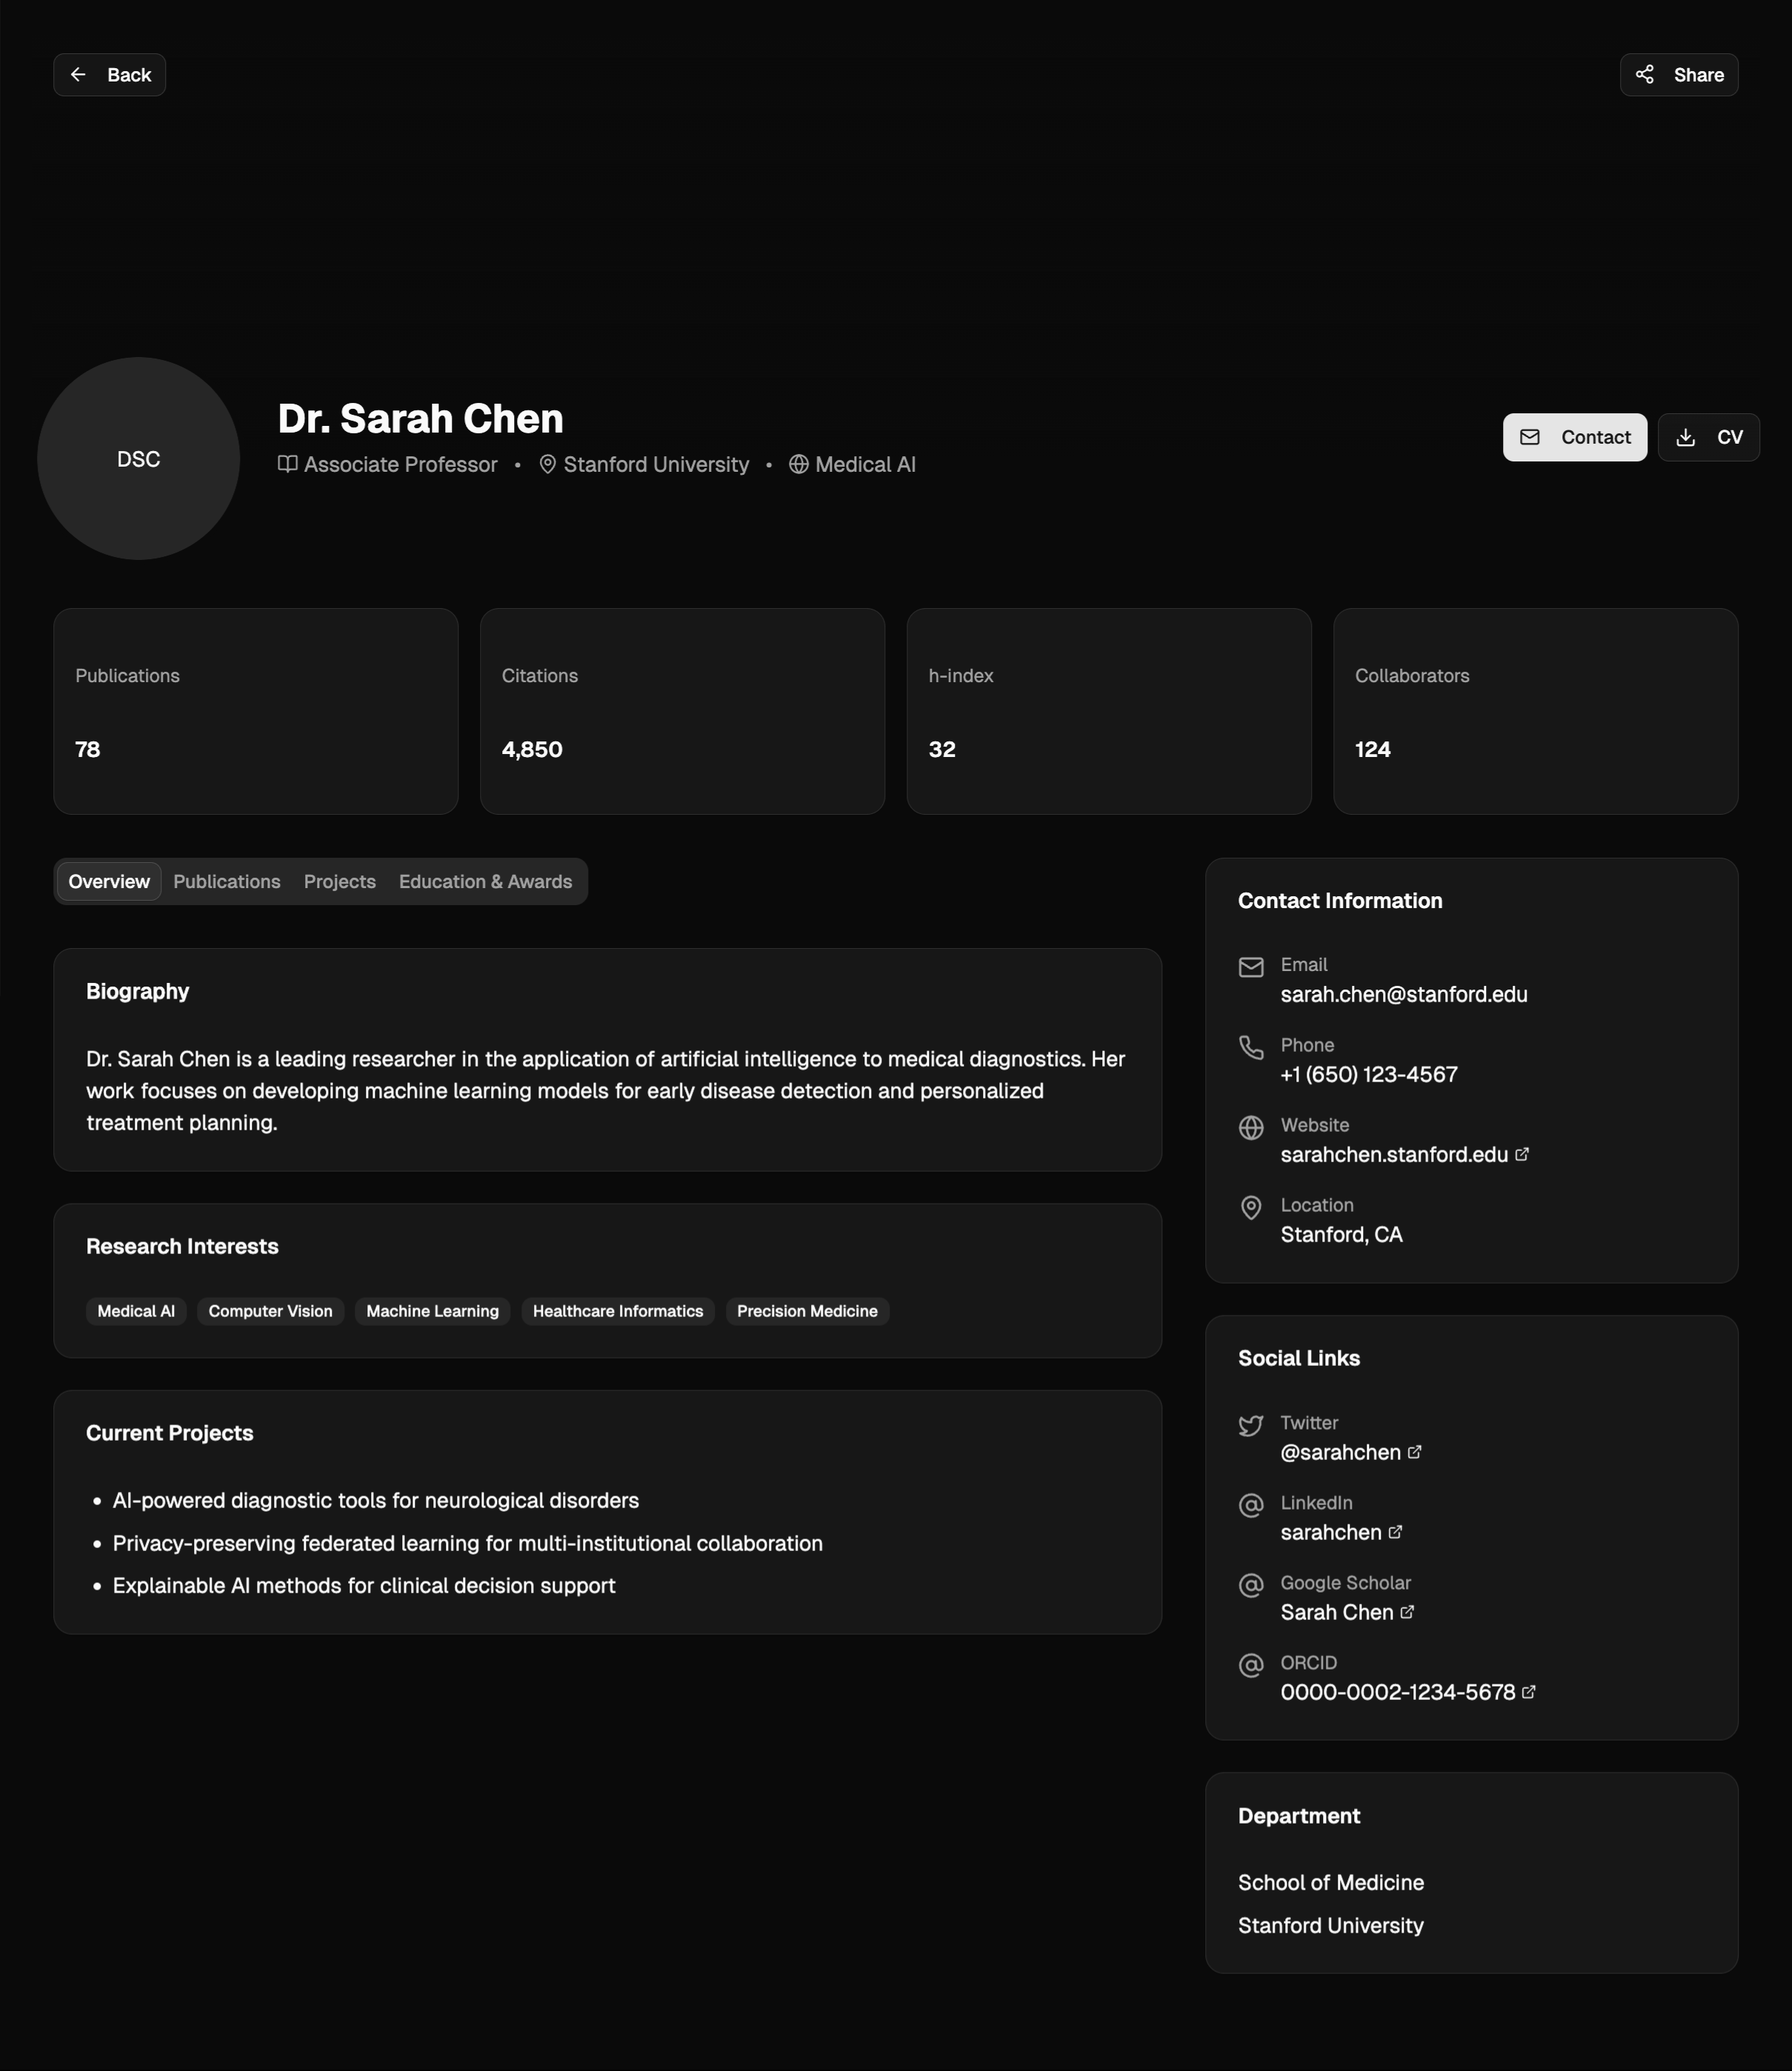 Back
Share
DSC
Dr. Sarah Chen
Associate Professor • Stanford University • Medical AI
Contact
CV
Publications
78
Citations
4,850
h-index
32
Collaborators
124
Overview
Publications
Projects
Education & Awards
Biography
Dr. Sarah Chen is a leading researcher in the application of artificial intelligence to medical diagnostics. Her
work focuses on developing machine learning models for early disease detection and personalized
treatment planning.
Research Interests
Medical AI
Computer Vision
Machine Learning
Healthcare Informatics
Precision Medicine
Current Projects
• AI-powered diagnostic tools for neurological disorders
• Privacy-preserving federated learning for multi-institutional collaboration
• Explainable AI methods for clinical decision support
Contact Information
Email
sarah.chen@stanford.edu
Phone
+1 (650) 123-4567
Website
sarahchen.stanford.edu
Location
Stanford, CA
Social Links
Twitter
@sarahchen
LinkedIn
sarahchen
Google Scholar
Sarah Chen
ORCID
0000-0002-1234-5678
Department
School of Medicine
Stanford University